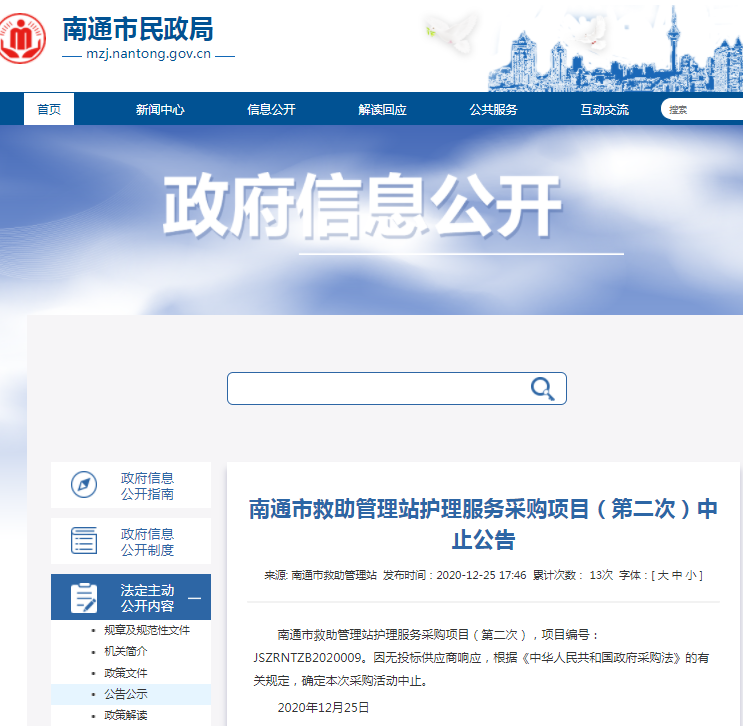 南通市民政局
mzj.nantong.gov.cn
首页 新闻中心 信息公开 解读回应 公共服务 互动交流 搜索
政府信息公开
政府信息
公开指南
政府信息
公开制度
法定主动
公开内容
规章及规范性文件
机关简介
政策文件
公告公示
政策解读
南通市救助管理站护理服务采购项目（第二次）中
止公告
来源: 南通市救助管理站 发布时间：2020-12-25 17:46 累计次数： 13次 字体：[ 大 中 小 ]
南通市救助管理站护理服务采购项目（第二次），项目编号：
JSZRNTZB2020009。因无投标供应商响应，根据《中华人民共和国政府采购法》的有
关规定，确定本次采购活动中止。
2020年12月25日